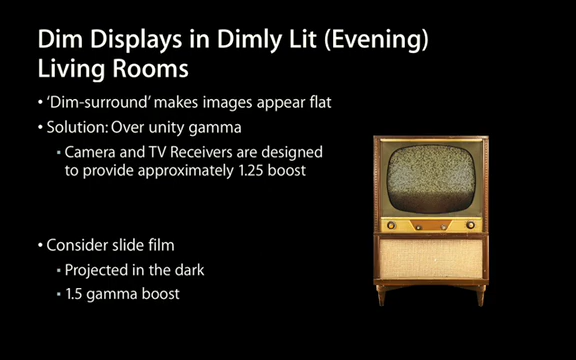 Dim Displays in Dimly Lit (Evening)
Living Rooms
• ‘Dim-surround’ makes images appear flat
• Solution: Over unity gamma
▪ Camera and TV Receivers are designed
to provide approximately 1.25 boost
• Consider slide film
▪ Projected in the dark
▪ 1.5 gamma boost